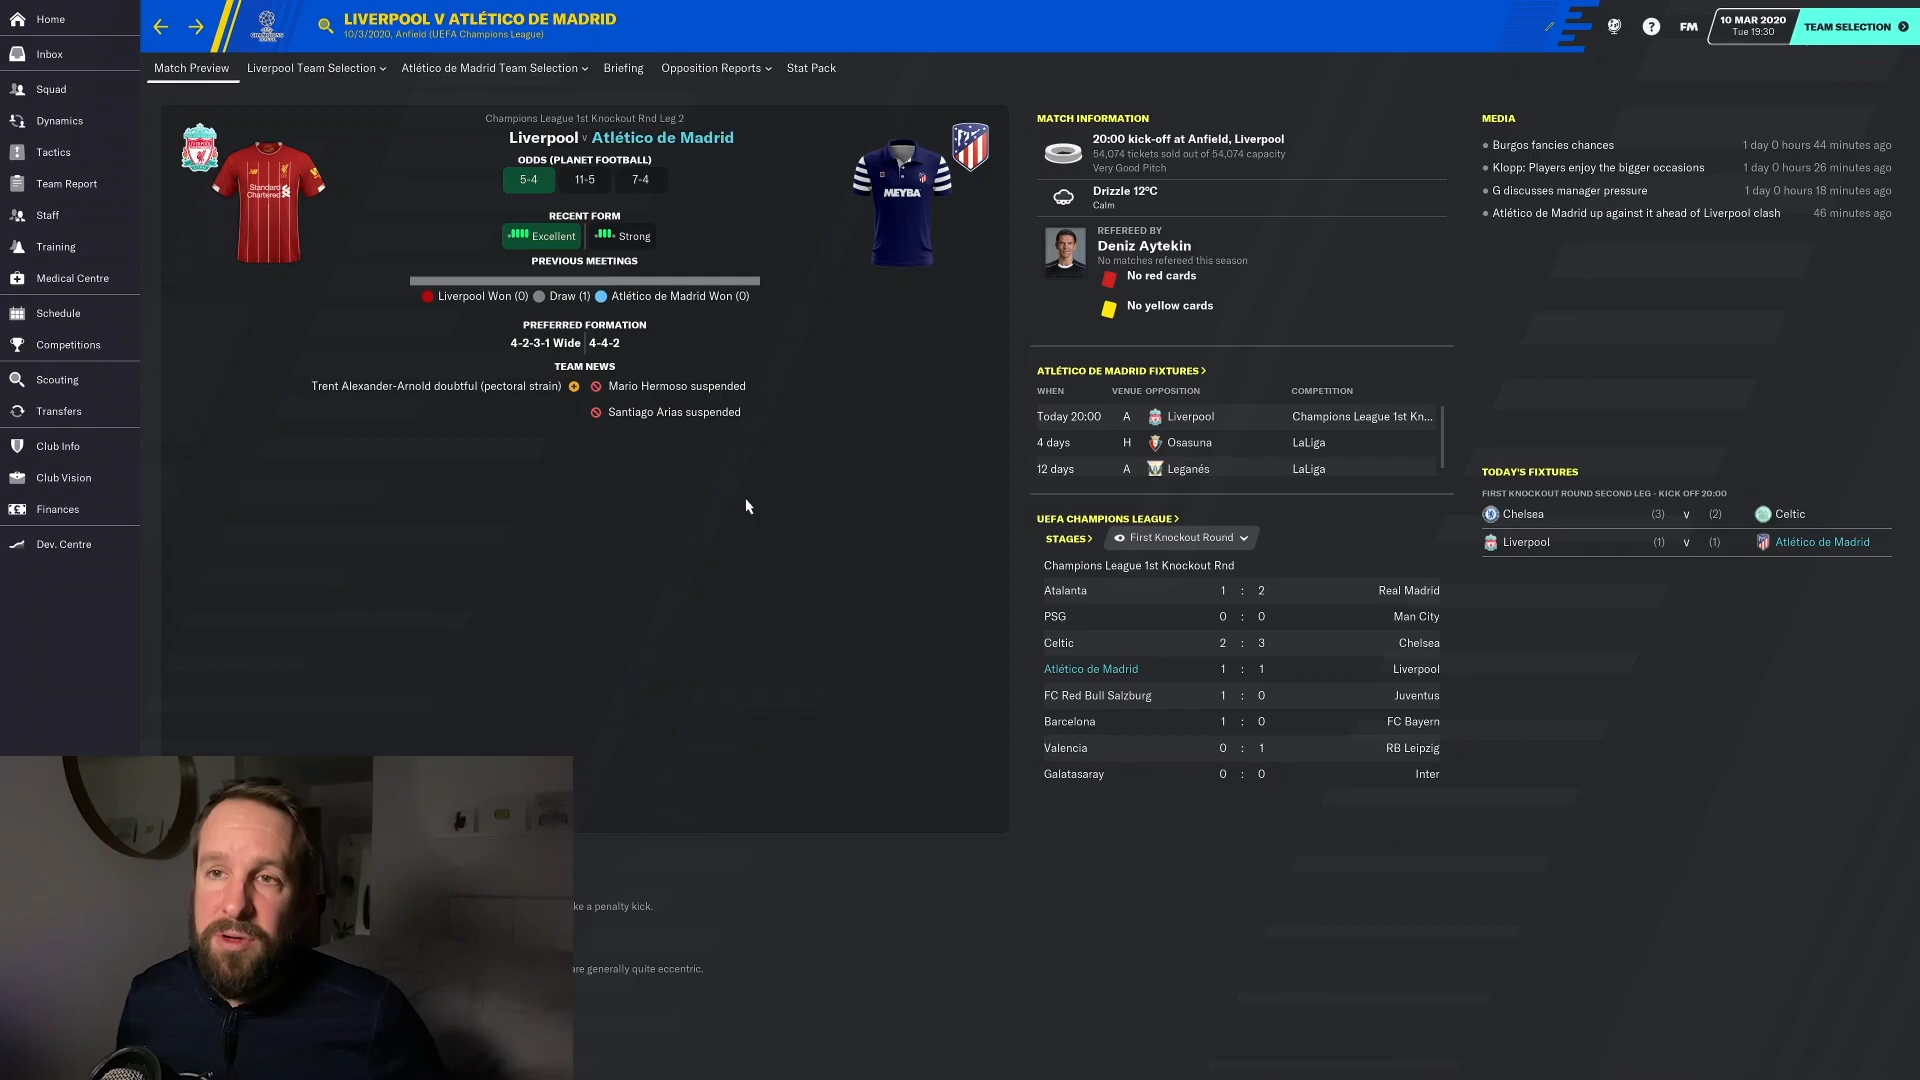 Home
Inbox
Squad
Dynamics
Tactics
Team Report
Staff
Training
Medical Centre
Schedule
Competitions
Scouting
Transfers
Club Info
Club Vision
Finances
Dev. Centre
LIVERPOOL V ATLÉTICO DE MADRID
10/3/2020, Anfield (UEFA Champions League)
FM
10 MAR 2020
Tue 19:30
TEAM SELECTION
Match Preview Liverpool Team Selection Atlético de Madrid Team Selection Briefing Opposition Reports Stat Pack
Champions League 1st Knockout Rnd Leg 2
Liverpool v Atlético de Madrid
Standard Chartered
MEYBA
ODDS (PLANET FOOTBALL)
5-4 11-5 7-4
RECENT FORM
Excellent Strong
PREVIOUS MEETINGS
Liverpool Won (0) Draw (1) Atlético de Madrid Won (0)
PREFERRED FORMATION
4-2-3-1 Wide 4-4-2
TEAM NEWS
Trent Alexander-Arnold doubtful (pectoral strain) Mario Hermoso suspended
Santiago Arias suspended
ke a penalty kick.
are generally quite eccentric.
MATCH INFORMATION
20:00 kick-off at Anfield, Liverpool
54,074 tickets sold out of 54,074 capacity
Very Good Pitch
Drizzle 12°C
Calm
REFEREED BY
Deniz Aytekin
No matches refereed this season
No red cards
No yellow cards
ATLÉTICO DE MADRID FIXTURES >
WHEN VENUE OPPOSITION COMPETITION
Today 20:00 A Liverpool Champions League 1st Kn...
4 days H Osasuna LaLiga
12 days A Leganés LaLiga
UEFA CHAMPIONS LEAGUE >
STAGES > First Knockout Round
Champions League 1st Knockout Rnd
Atalanta 1 : 2 Real Madrid
PSG 0 : 0 Man City
Celtic 2 : 3 Chelsea
Atlético de Madrid 1 : 1 Liverpool
FC Red Bull Salzburg 1 : 0 Juventus
Barcelona 1 : 0 FC Bayern
Valencia 0 : 1 RB Leipzig
Galatasaray 0 : 0 Inter
MEDIA
Burgos fancies chances 1 day 0 hours 44 minutes ago
Klopp: Players enjoy the bigger occasions 1 day 0 hours 26 minutes ago
G discusses manager pressure 1 day 0 hours 18 minutes ago
Atlético de Madrid up against it ahead of Liverpool clash 46 minutes ago
TODAY'S FIXTURES
FIRST KNOCKOUT ROUND SECOND LEG - KICK OFF 20:00
Chelsea (3) v (2) Celtic
Liverpool (1) v (1) Atlético de Madrid